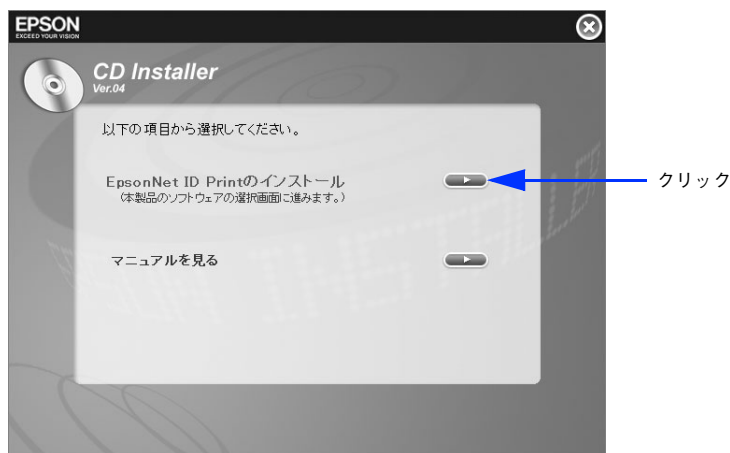 EPSON
EXCEED YOUR VISION
CD Installer
Ver.04
以下の項目から選択してください。
EpsonNet ID Printのインストール
(本製品のソフトウェアの選択画面に進みます。)
クリック
マニュアルを見る